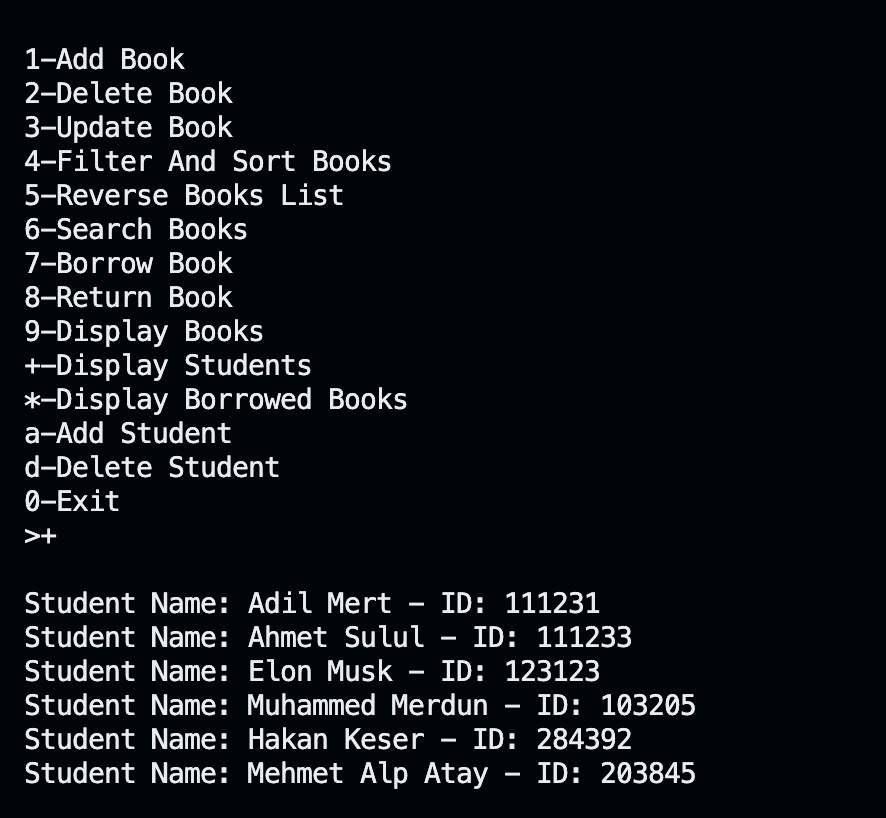 1-Add Book
2-Delete Book
3-Update Book
4-Filter And Sort Books
5-Reverse Books List
6-Search Books
7-Borrow Book
8-Return Book
9-Display Books
+-Display Students
*-Display Borrowed Books
a-Add Student
d-Delete Student
0-Exit
>+
Student Name: Adil Mert - ID: 111231
Student Name: Ahmet Sulul - ID: 111233
Student Name: Elon Musk - ID: 123123
Student Name: Muhammed Merdun - ID: 103205
Student Name: Hakan Keser - ID: 284392
Student Name: Mehmet Alp Atay - ID: 203845